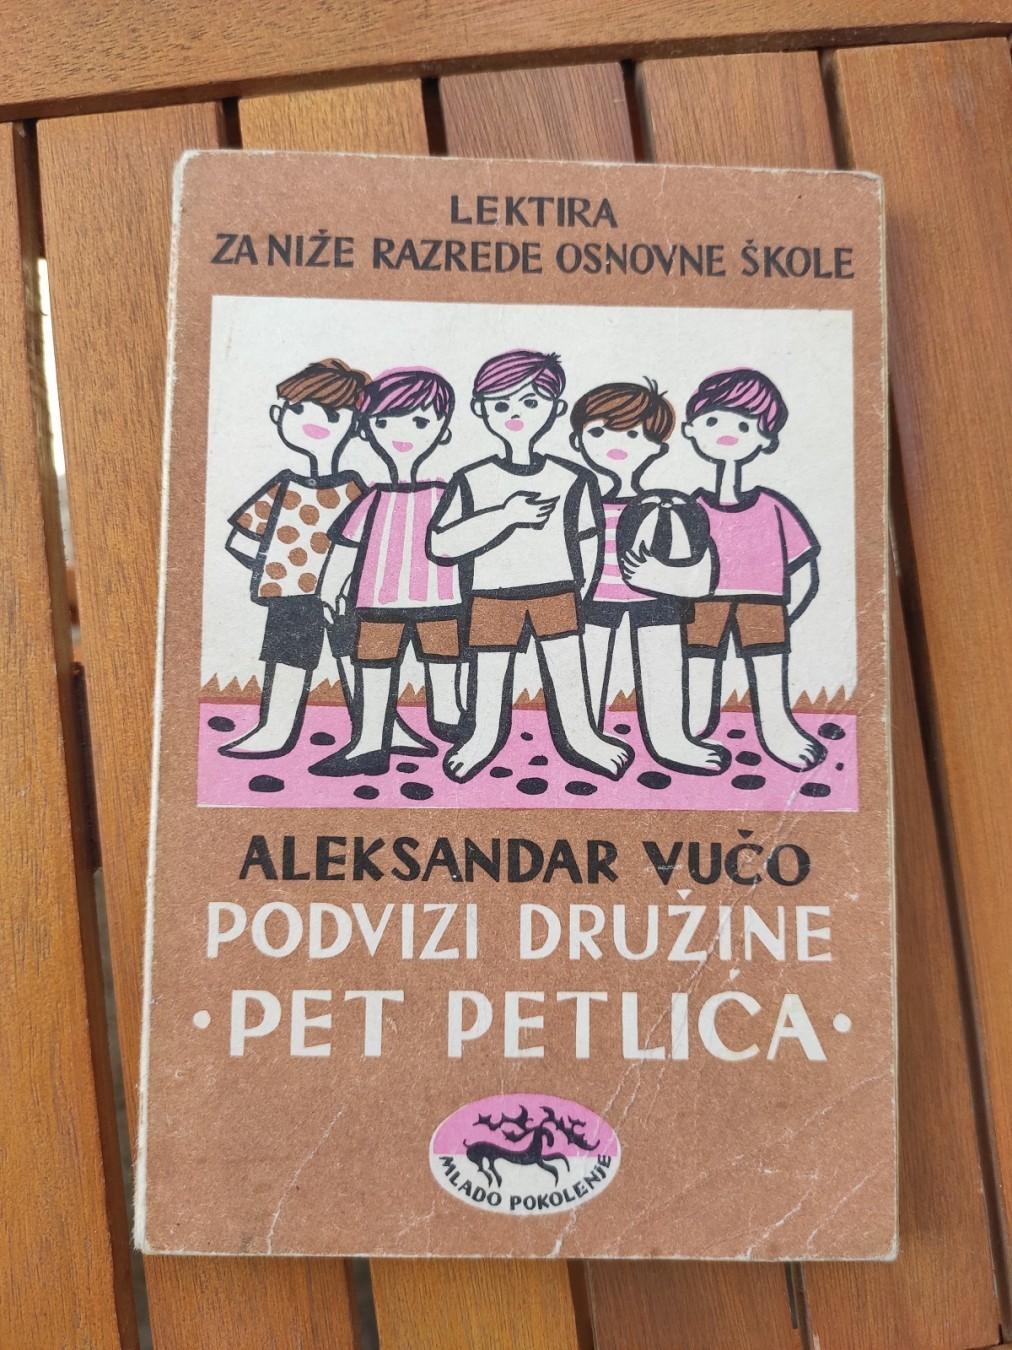 LEKTIRA
ZA NIŽE RAZREDE OSNOVNE ŠKOLE
ALEKSANDAR VUČO
PODVIZI DRUŽINE
• PET PETLIĆA •
MLADO POKOLENJE